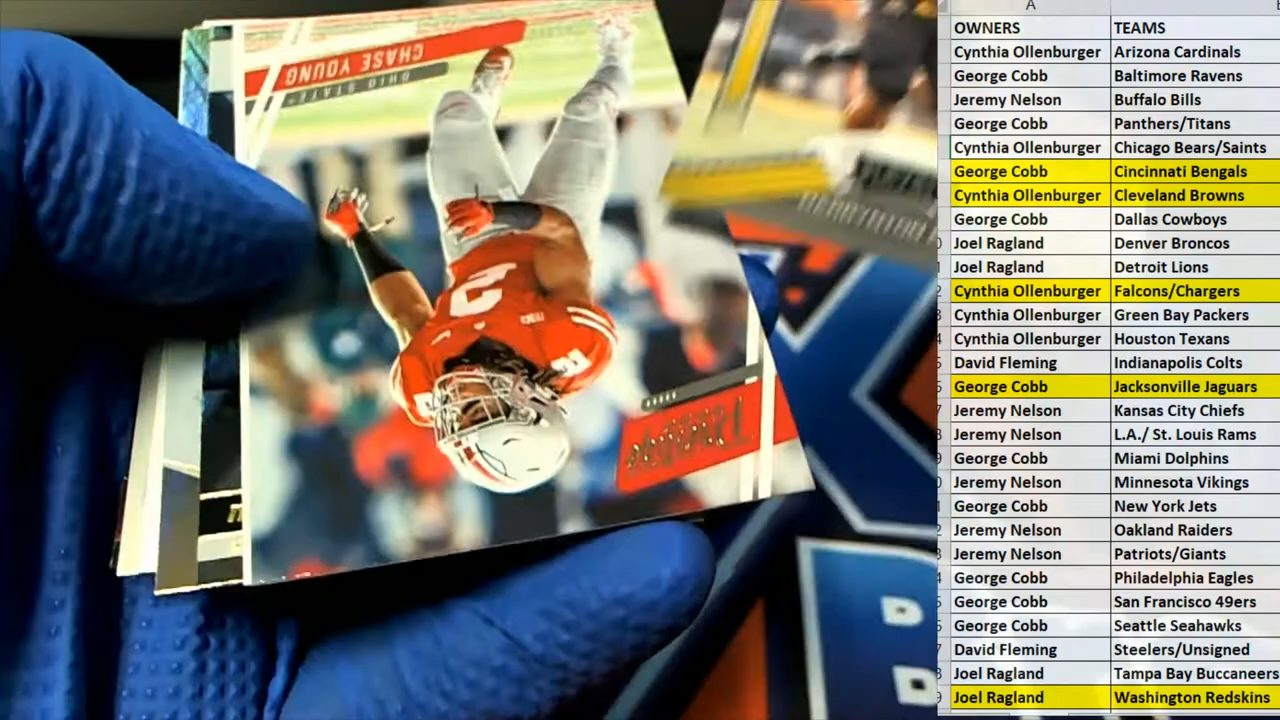 CHASE YOUNG
OHIO STATE
2
Prestige
A
OWNERS TEAMS
Cynthia Ollenburger Arizona Cardinals
George Cobb Baltimore Ravens
Jeremy Nelson Buffalo Bills
George Cobb Panthers/Titans
Cynthia Ollenburger Chicago Bears/Saints
George Cobb Cincinnati Bengals
Cynthia Ollenburger Cleveland Browns
George Cobb Dallas Cowboys
Joel Ragland Denver Broncos
Joel Ragland Detroit Lions
Cynthia Ollenburger Falcons/Chargers
Cynthia Ollenburger Green Bay Packers
Cynthia Ollenburger Houston Texans
David Fleming Indianapolis Colts
George Cobb Jacksonville Jaguars
Jeremy Nelson Kansas City Chiefs
Jeremy Nelson L.A./ St. Louis Rams
George Cobb Miami Dolphins
Jeremy Nelson Minnesota Vikings
George Cobb New York Jets
Jeremy Nelson Oakland Raiders
Jeremy Nelson Patriots/Giants
George Cobb Philadelphia Eagles
George Cobb San Francisco 49ers
George Cobb Seattle Seahawks
David Fleming Steelers/Unsigned
Joel Ragland Tampa Bay Buccaneers
Joel Ragland Washington Redskins